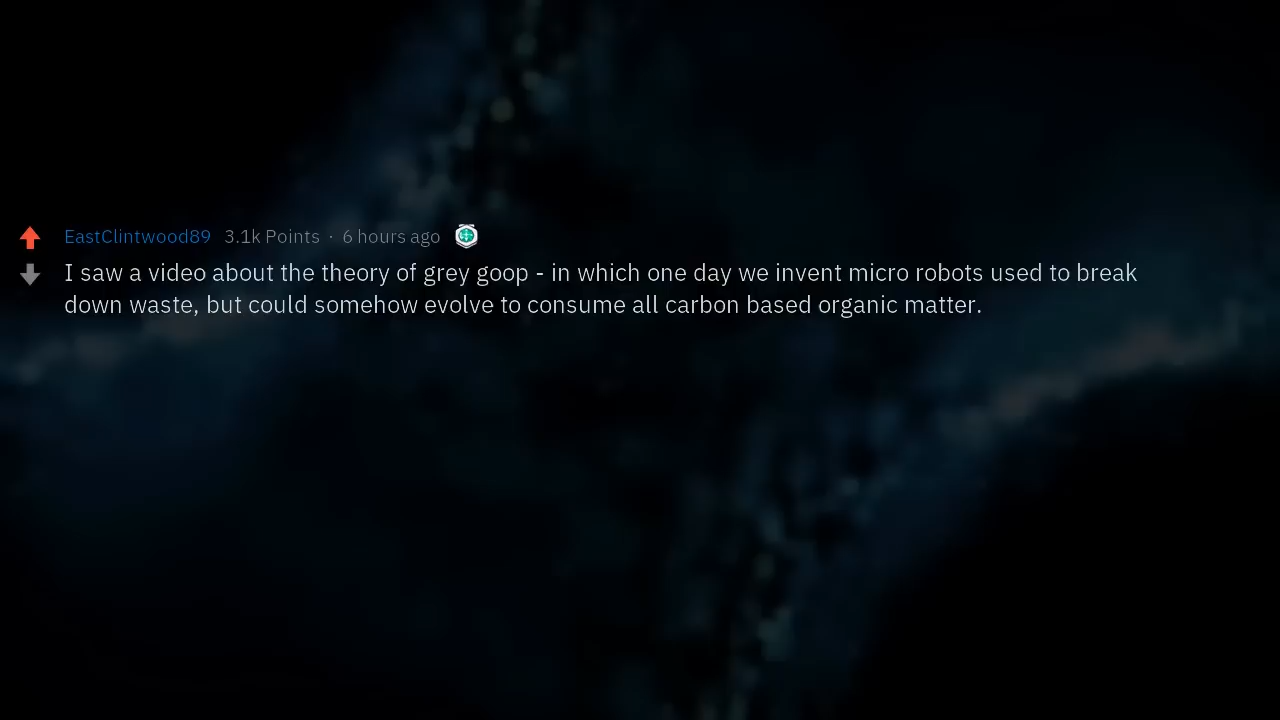 EastClintwood89 3.1k Points · 6 hours ago
I saw a video about the theory of grey goop - in which one day we invent micro robots used to break
down waste, but could somehow evolve to consume all carbon based organic matter.